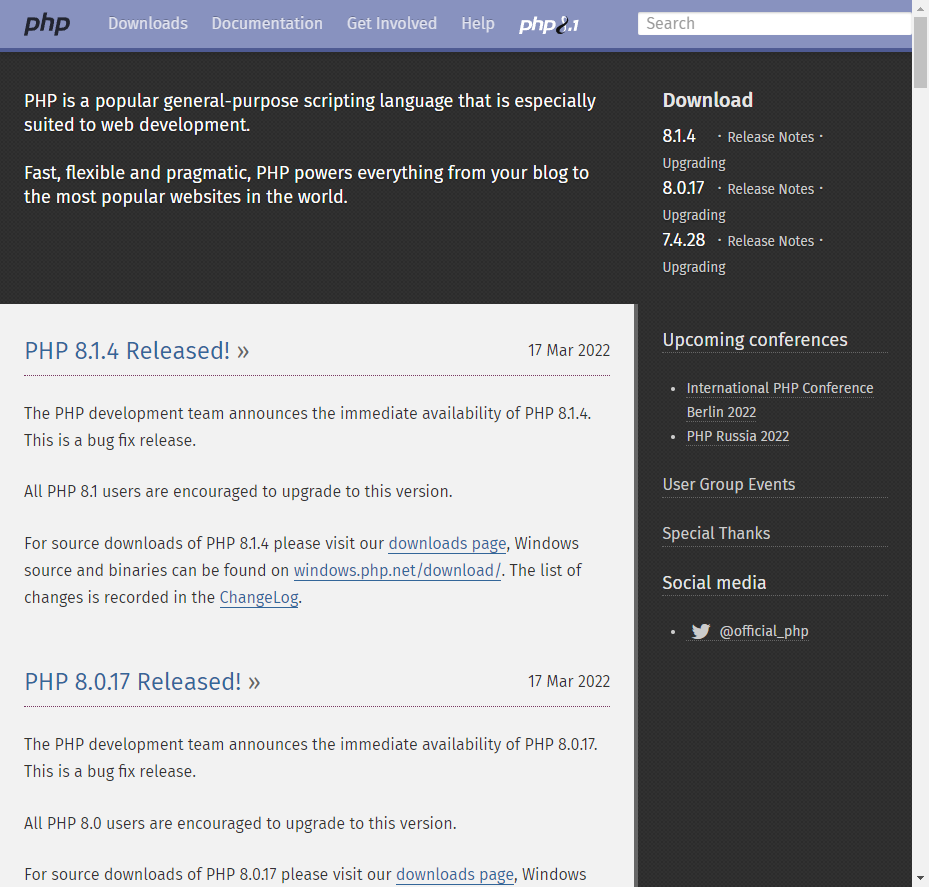 php
Downloads
Documentation
Get Involved
Help
php8.1
Search
PHP is a popular general-purpose scripting language that is especially
suited to web development.
Fast, flexible and pragmatic, PHP powers everything from your blog to
the most popular websites in the world.
Download
8.1.4 · Release Notes ·
Upgrading
8.0.17 · Release Notes ·
Upgrading
7.4.28 · Release Notes ·
Upgrading
PHP 8.1.4 Released! »
17 Mar 2022
The PHP development team announces the immediate availability of PHP 8.1.4.
This is a bug fix release.
All PHP 8.1 users are encouraged to upgrade to this version.
For source downloads of PHP 8.1.4 please visit our downloads page, Windows
source and binaries can be found on windows.php.net/download/. The list of
changes is recorded in the ChangeLog.
PHP 8.0.17 Released! »
17 Mar 2022
The PHP development team announces the immediate availability of PHP 8.0.17.
This is a bug fix release.
All PHP 8.0 users are encouraged to upgrade to this version.
For source downloads of PHP 8.0.17 please visit our downloads page, Windows
Upcoming conferences
• International PHP Conference
Berlin 2022
• PHP Russia 2022
User Group Events
Special Thanks
Social media
• @official_php